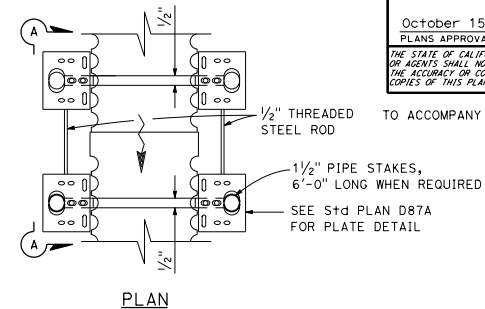 October 15
PLANS APPROVA
THE STATE OF CALIF
OR AGENTS SHALL NO
THE ACCURACY OR CO
COPIES OF THIS PLA
TO ACCOMPANY
A
1/2"
1/2" THREADED
STEEL ROD
1 1/2" PIPE STAKES,
6'-0" LONG WHEN REQUIRED
SEE Std PLAN D87A
FOR PLATE DETAIL
A
1/2"
PLAN